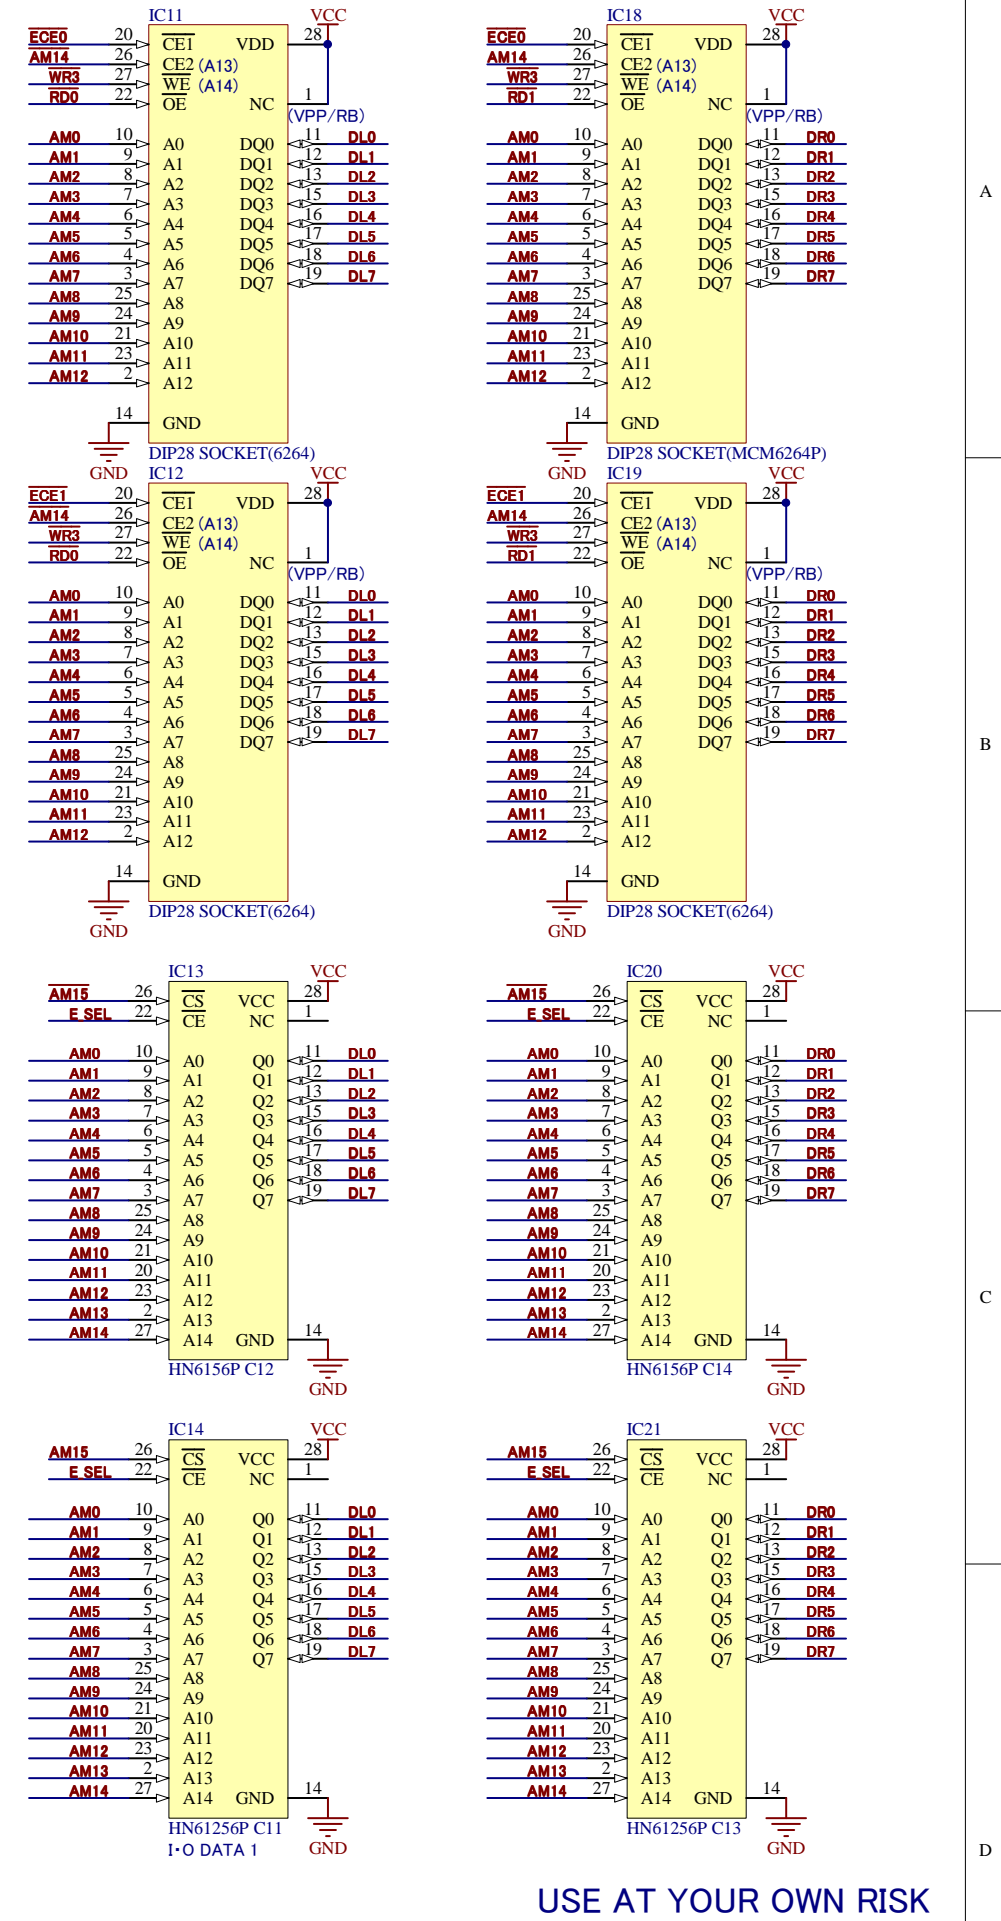 IC11 VCC IC18 VCC
ECE0 20 CE1 VDD 28 ECE0 20 CE1 VDD 28
AM14 26 CE2 (A13) AM14 26 CE2 (A13)
WR3 27 WE (A14) WR3 27 WE (A14)
RD0 22 OE NC 1 RD1 22 OE NC 1
(VPP/RB) (VPP/RB)
AM0 10 A0 DQ0 11 DL0 AM0 10 A0 DQ0 11 DR0
AM1 9 A1 DQ1 12 DL1 AM1 9 A1 DQ1 12 DR1
AM2 8 A2 DQ2 13 DL2 AM2 8 A2 DQ2 13 DR2
AM3 7 A3 DQ3 15 DL3 AM3 7 A3 DQ3 15 DR3 A
AM4 6 A4 DQ4 16 DL4 AM4 6 A4 DQ4 16 DR4
AM5 5 A5 DQ5 17 DL5 AM5 5 A5 DQ5 17 DR5
AM6 4 A6 DQ6 18 DL6 AM6 4 A6 DQ6 18 DR6
AM7 3 A7 DQ7 19 DL7 AM7 3 A7 DQ7 19 DR7
AM8 25 A8 AM8 25 A8
AM9 24 A9 AM9 24 A9
AM10 21 A10 AM10 21 A10
AM11 23 A11 AM11 23 A11
AM12 2 A12 AM12 2 A12
14 GND 14 GND
DIP28 SOCKET(6264) DIP28 SOCKET(MCM6264P)
GND GND
IC12 VCC IC19 VCC
ECE1 20 CE1 VDD 28 ECE1 20 CE1 VDD 28
AM14 26 CE2 (A13) AM14 26 CE2 (A13)
WR3 27 WE (A14) WR3 27 WE (A14)
RD0 22 OE NC 1 RD1 22 OE NC 1
(VPP/RB) (VPP/RB)
AM0 10 A0 DQ0 11 DL0 AM0 10 A0 DQ0 11 DR0
AM1 9 A1 DQ1 12 DL1 AM1 9 A1 DQ1 12 DR1
AM2 8 A2 DQ2 13 DL2 AM2 8 A2 DQ2 13 DR2
AM3 7 A3 DQ3 15 DL3 AM3 7 A3 DQ3 15 DR3
AM4 6 A4 DQ4 16 DL4 AM4 6 A4 DQ4 16 DR4
AM5 5 A5 DQ5 17 DL5 AM5 5 A5 DQ5 17 DR5
AM6 4 A6 DQ6 18 DL6 AM6 4 A6 DQ6 18 DR6
AM7 3 A7 DQ7 19 DL7 AM7 3 A7 DQ7 19 DR7 B
AM8 25 A8 AM8 25 A8
AM9 24 A9 AM9 24 A9
AM10 21 A10 AM10 21 A10
AM11 23 A11 AM11 23 A11
AM12 2 A12 AM12 2 A12
14 GND 14 GND
DIP28 SOCKET(6264) DIP28 SOCKET(6264)
GND GND
IC13 VCC IC20 VCC
AM15 26 CS VCC 28 AM15 26 CS VCC 28
E_SEL 22 CE NC 1 E_SEL 22 CE NC 1
AM0 10 A0 Q0 11 DL0 AM0 10 A0 Q0 11 DR0
AM1 9 A1 Q1 12 DL1 AM1 9 A1 Q1 12 DR1
AM2 8 A2 Q2 13 DL2 AM2 8 A2 Q2 13 DR2
AM3 7 A3 Q3 15 DL3 AM3 7 A3 Q3 15 DR3
AM4 6 A4 Q4 16 DL4 AM4 6 A4 Q4 16 DR4
AM5 5 A5 Q5 17 DL5 AM5 5 A5 Q5 17 DR5
AM6 4 A6 Q6 18 DL6 AM6 4 A6 Q6 18 DR6
AM7 3 A7 Q7 19 DL7 AM7 3 A7 Q7 19 DR7
AM8 25 A8 AM8 25 A8
AM9 24 A9 AM9 24 A9
AM10 21 A10 AM10 21 A10
AM11 20 A11 AM11 20 A11
AM12 23 A12 AM12 23 A12 C
AM13 2 A13 AM13 2 A13
AM14 27 A14 GND 14 AM14 27 A14 GND 14
HN6156P C12 HN6156P C14
GND GND
IC14 VCC IC21 VCC
AM15 26 CS VCC 28 AM15 26 CS VCC 28
E_SEL 22 CE NC 1 E_SEL 22 CE NC 1
AM0 10 A0 Q0 11 DL0 AM0 10 A0 Q0 11 DR0
AM1 9 A1 Q1 12 DL1 AM1 9 A1 Q1 12 DR1
AM2 8 A2 Q2 13 DL2 AM2 8 A2 Q2 13 DR2
AM3 7 A3 Q3 15 DL3 AM3 7 A3 Q3 15 DR3
AM4 6 A4 Q4 16 DL4 AM4 6 A4 Q4 16 DR4
AM5 5 A5 Q5 17 DL5 AM5 5 A5 Q5 17 DR5
AM6 4 A6 Q6 18 DL6 AM6 4 A6 Q6 18 DR6
AM7 3 A7 Q7 19 DL7 AM7 3 A7 Q7 19 DR7
AM8 25 A8 AM8 25 A8
AM9 24 A9 AM9 24 A9
AM10 21 A10 AM10 21 A10
AM11 20 A11 AM11 20 A11
AM12 23 A12 AM12 23 A12
AM13 2 A13 AM13 2 A13
AM14 27 A14 GND 14 AM14 27 A14 GND 14
HN61256P C11 HN61256P C13
I・O DATA 1 GND GND D
USE AT YOUR OWN RISK